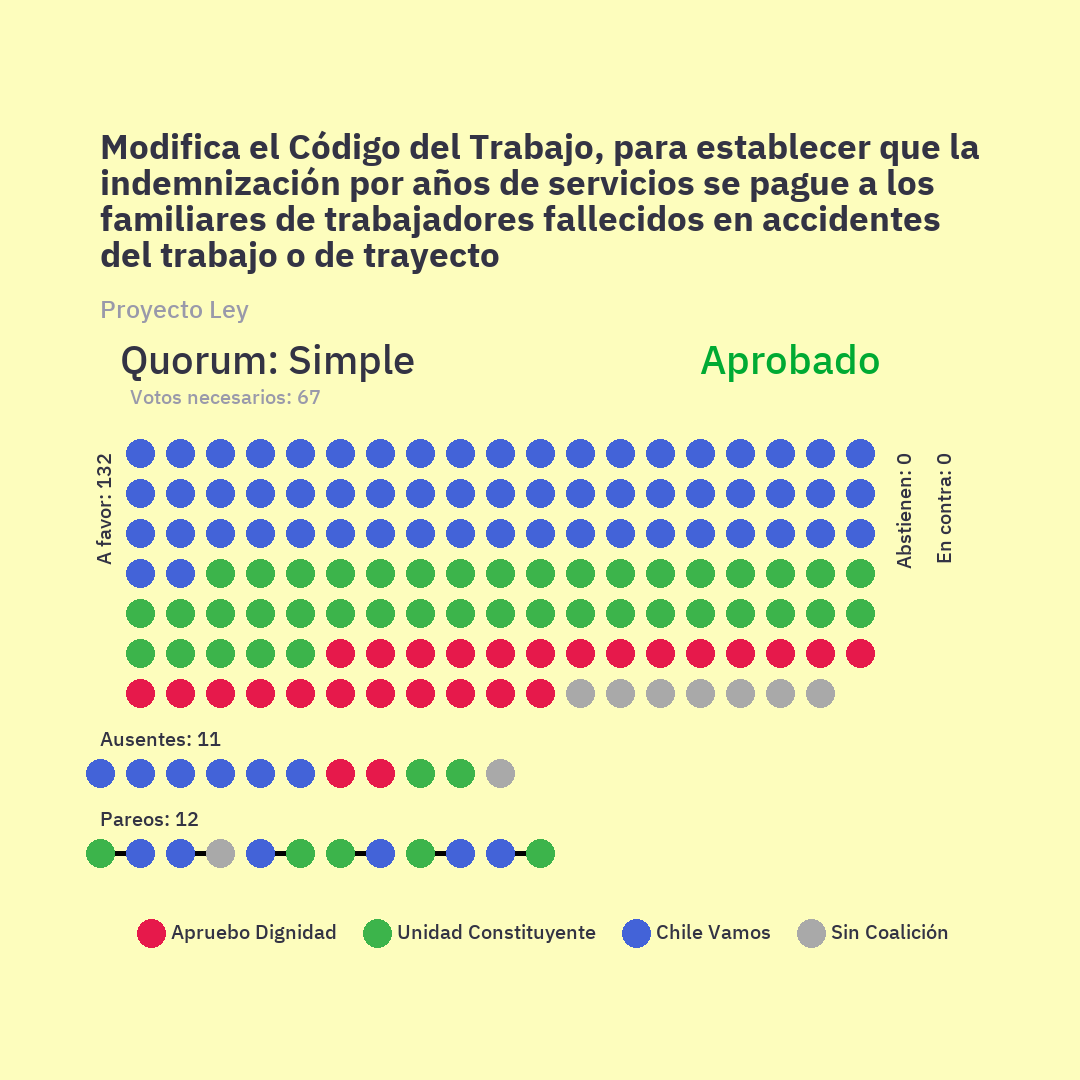 Modifica el Código del Trabajo, para establecer que la
indemnización por años de servicios se pague a los
familiares de trabajadores fallecidos en accidentes
del trabajo o de trayecto
Proyecto Ley
Quorum: Simple
Aprobado
Votos necesarios: 67
A favor: 132
Abstienen: 0
En contra: 0
Ausentes: 11
Pareos: 12
Apruebo Dignidad
Unidad Constituyente
Chile Vamos
Sin Coalición